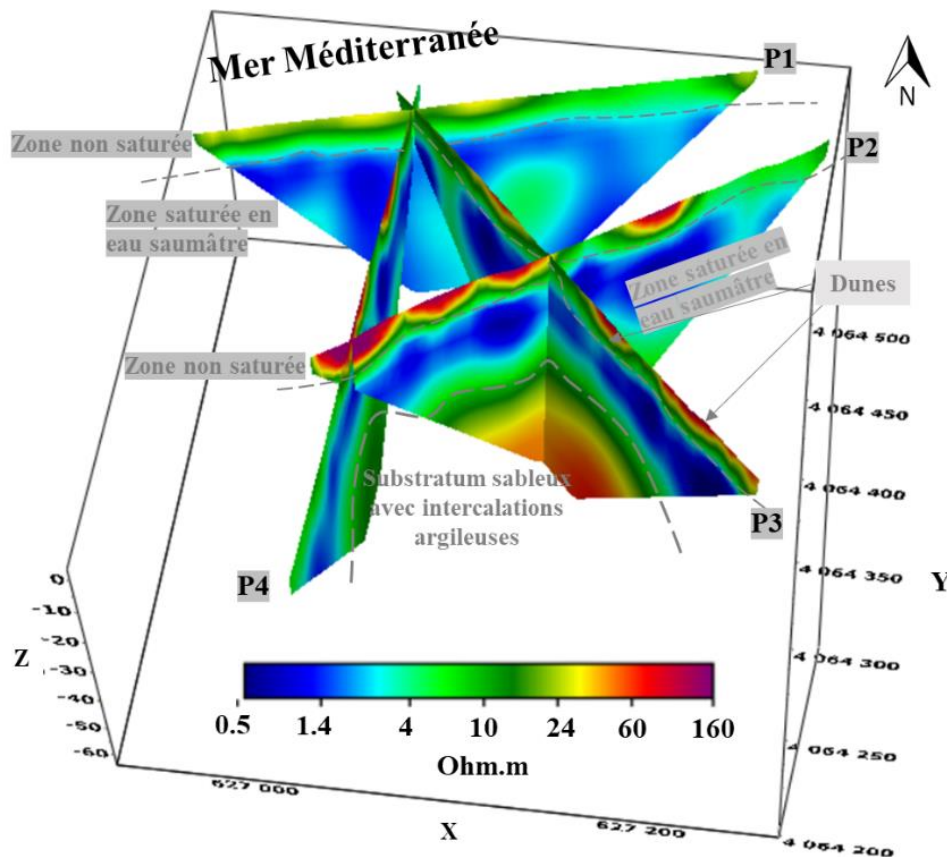 Mer Méditerranée
P1
N
Zone non saturée
P2
Zone saturée en
eau saumâtre
Zone saturée en
eau saumâtre
Dunes
4 064 500
Zone non saturée
4 064 450
Substratum sableux
avec intercalations
argileuses
4 064 400
P3
P4
4 064 350
Y
0
-10
-20
Z
-30
-40
-50
-60
4 064 300
0.5 1.4 4 10 24 60 160
Ohm.m
4 064 250
627 000
X
627 200
4 064 200